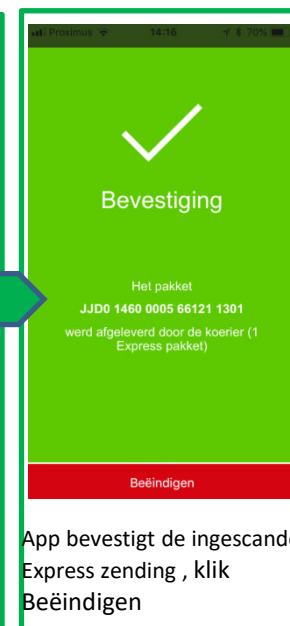 Proximus 14:16 70%
Bevestiging
Het pakket
JJD0 1460 0005 66121 1301
werd afgeleverd door de koerier (1
Express pakket)
Beëindigen
App bevestigt de ingescande
Express zending , klik
Beëindigen